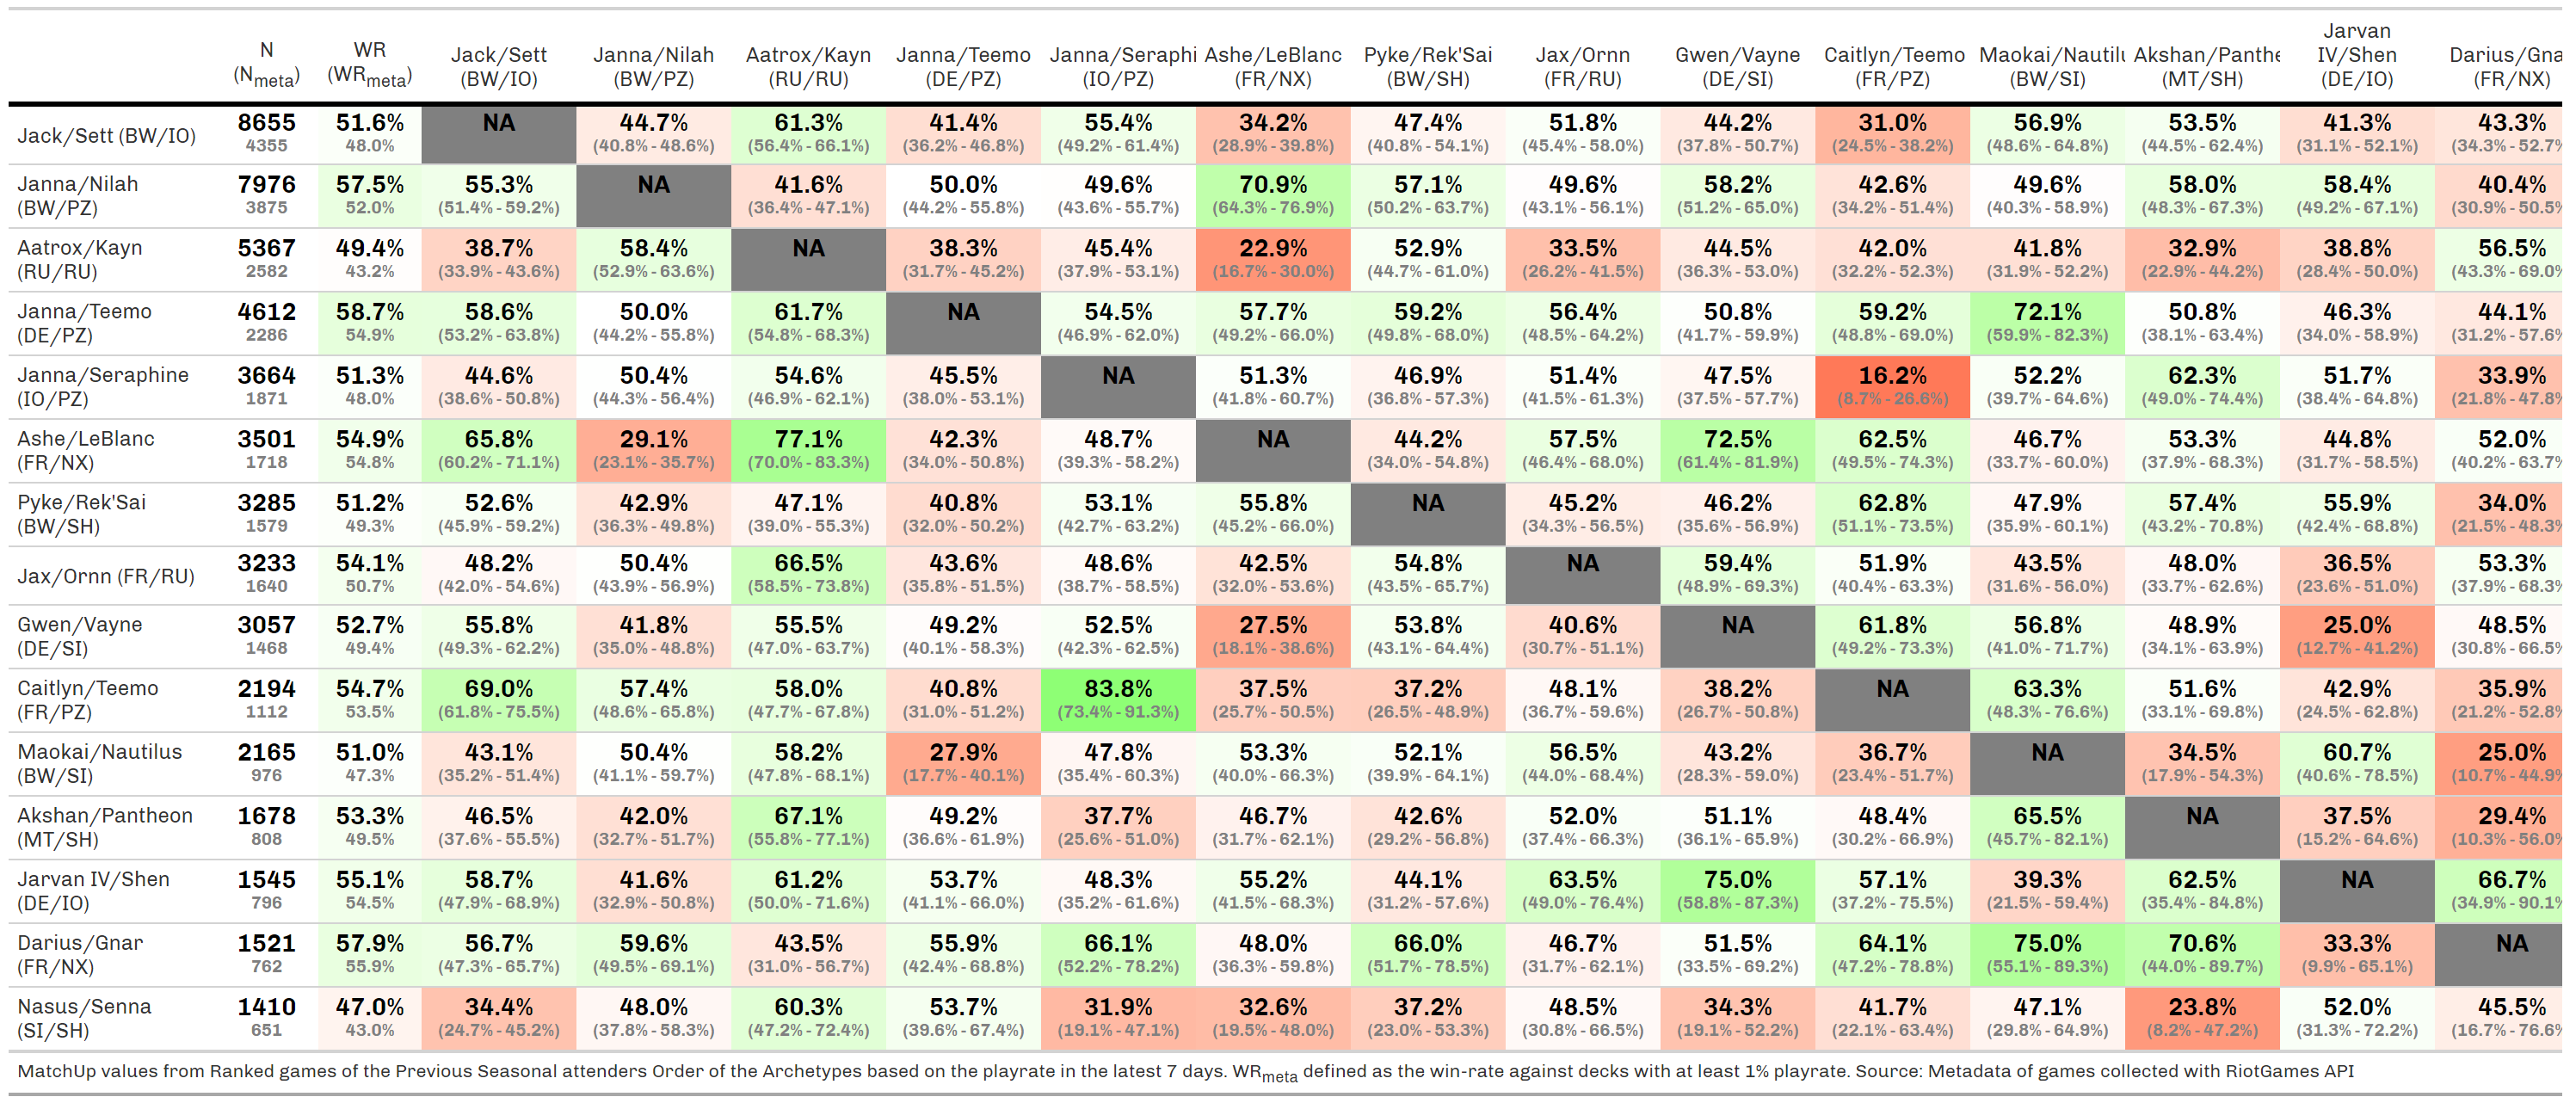 N WR Jack/Sett Janna/Nilah Aatrox/Kayn Janna/Teemo Janna/Seraphi Ashe/LeBlanc Pyke/Rek'Sai Jax/Ornn Gwen/Vayne Caitlyn/Teemo Maokai/Nautilu Akshan/Panthe Jarvan IV/Shen Darius/Gna
(Nmeta) (WRmeta) (BW/IO) (BW/PZ) (RU/RU) (DE/PZ) (IO/PZ) (FR/NX) (BW/SH) (FR/RU) (DE/SI) (FR/PZ) (BW/SI) (MT/SH) (DE/IO) (FR/NX)
Jack/Sett (BW/IO) 8655 51.6% NA 44.7% 61.3% 41.4% 55.4% 34.2% 47.4% 51.8% 44.2% 31.0% 56.9% 53.5% 41.3% 43.3%
4355 48.0% (40.8% - 48.6%) (56.4% - 66.1%) (36.2% - 46.8%) (49.2% - 61.4%) (28.9% - 39.8%) (40.8% - 54.1%) (45.4% - 58.0%) (37.8% - 50.7%) (24.5% - 38.2%) (48.6% - 64.8%) (44.5% - 62.4%) (31.1% - 52.1%) (34.3% - 52.7%
Janna/Nilah 7976 57.5% 55.3% NA 41.6% 50.0% 49.6% 70.9% 57.1% 49.6% 58.2% 42.6% 49.6% 58.0% 58.4% 40.4%
(BW/PZ) 3875 52.0% (51.4% - 59.2%) (36.4% - 47.1%) (44.2% - 55.8%) (43.6% - 55.7%) (64.3% - 76.9%) (50.2% - 63.7%) (43.1% - 56.1%) (51.2% - 65.0%) (34.2% - 51.4%) (40.3% - 58.9%) (48.3% - 67.3%) (49.2% - 67.1%) (30.9% - 50.5%
Aatrox/Kayn 5367 49.4% 38.7% 58.4% NA 38.3% 45.4% 22.9% 52.9% 33.5% 44.5% 42.0% 41.8% 32.9% 38.8% 56.5%
(RU/RU) 2582 43.2% (33.9% - 43.6%) (52.9% - 63.6%) (31.7% - 45.2%) (37.9% - 53.1%) (16.7% - 30.0%) (44.7% - 61.0%) (26.2% - 41.5%) (36.3% - 53.0%) (32.2% - 52.3%) (31.9% - 52.2%) (22.9% - 44.2%) (28.4% - 50.0%) (43.3% - 69.0%
Janna/Teemo 4612 58.7% 58.6% 50.0% 61.7% NA 54.5% 57.7% 59.2% 56.4% 50.8% 59.2% 72.1% 50.8% 46.3% 44.1%
(DE/PZ) 2286 54.9% (53.2% - 63.8%) (44.2% - 55.8%) (54.8% - 68.3%) (46.9% - 62.0%) (49.2% - 66.0%) (49.8% - 68.0%) (48.5% - 64.2%) (41.7% - 59.9%) (48.8% - 69.0%) (59.9% - 82.3%) (38.1% - 63.4%) (34.0% - 58.9%) (31.2% - 57.6%
Janna/Seraphine 3664 51.3% 44.6% 50.4% 54.6% 45.5% NA 51.3% 46.9% 51.4% 47.5% 16.2% 52.2% 62.3% 51.7% 33.9%
(IO/PZ) 1871 48.0% (38.6% - 50.8%) (44.3% - 56.4%) (46.9% - 62.1%) (38.0% - 53.1%) (41.8% - 60.7%) (36.8% - 57.3%) (41.5% - 61.3%) (37.5% - 57.7%) (8.7% - 26.6%) (39.7% - 64.6%) (49.0% - 74.4%) (38.4% - 64.8%) (21.8% - 47.8%
Ashe/LeBlanc 3501 54.9% 65.8% 29.1% 77.1% 42.3% 48.7% NA 44.2% 57.5% 72.5% 62.5% 46.7% 53.3% 44.8% 52.0%
(FR/NX) 1718 54.8% (60.2% - 71.1%) (23.1% - 35.7%) (70.0% - 83.3%) (34.0% - 50.8%) (39.3% - 58.2%) (34.0% - 54.8%) (46.4% - 68.0%) (61.4% - 81.9%) (49.5% - 74.3%) (33.7% - 60.0%) (37.9% - 68.3%) (31.7% - 58.5%) (40.2% - 63.7%
Pyke/Rek'Sai 3285 51.2% 52.6% 42.9% 47.1% 40.8% 53.1% 55.8% NA 45.2% 46.2% 62.8% 47.9% 57.4% 55.9% 34.0%
(BW/SH) 1579 49.3% (45.9% - 59.2%) (36.3% - 49.8%) (39.0% - 55.3%) (32.0% - 50.2%) (42.7% - 63.2%) (45.2% - 66.0%) (34.3% - 56.5%) (35.6% - 56.9%) (51.1% - 73.5%) (35.9% - 60.1%) (43.2% - 70.8%) (42.4% - 68.8%) (21.5% - 48.3%
Jax/Ornn (FR/RU) 3233 54.1% 48.2% 50.4% 66.5% 43.6% 48.6% 42.5% 54.8% NA 59.4% 51.9% 43.5% 48.0% 36.5% 53.3%
1640 50.7% (42.0% - 54.6%) (43.9% - 56.9%) (58.5% - 73.8%) (35.8% - 51.5%) (38.7% - 58.5%) (32.0% - 53.6%) (43.5% - 65.7%) (48.9% - 69.3%) (40.4% - 63.3%) (31.6% - 56.0%) (33.7% - 62.6%) (23.6% - 51.0%) (37.9% - 68.3%
Gwen/Vayne 3057 52.7% 55.8% 41.8% 55.5% 49.2% 52.5% 27.5% 53.8% 40.6% NA 61.8% 56.8% 48.9% 25.0% 48.5%
(DE/SI) 1468 49.4% (49.3% - 62.2%) (35.0% - 48.8%) (47.0% - 63.7%) (40.1% - 58.3%) (42.3% - 62.5%) (18.1% - 38.6%) (43.1% - 64.4%) (30.7% - 51.1%) (49.2% - 73.3%) (41.0% - 71.7%) (34.1% - 63.9%) (12.7% - 41.2%) (30.8% - 66.5%
Caitlyn/Teemo 2194 54.7% 69.0% 57.4% 58.0% 40.8% 83.8% 37.5% 37.2% 48.1% 38.2% NA 63.3% 51.6% 42.9% 35.9%
(FR/PZ) 1112 53.5% (61.8% - 75.5%) (48.6% - 65.8%) (47.7% - 67.8%) (31.0% - 51.2%) (73.4% - 91.3%) (25.7% - 50.5%) (26.5% - 48.9%) (36.7% - 59.6%) (26.7% - 50.8%) (48.3% - 76.6%) (33.1% - 69.8%) (24.5% - 62.8%) (21.2% - 52.8%
Maokai/Nautilus 2165 51.0% 43.1% 50.4% 58.2% 27.9% 47.8% 53.3% 52.1% 56.5% 43.2% 36.7% NA 34.5% 60.7% 25.0%
(BW/SI) 976 47.3% (35.2% - 51.4%) (41.1% - 59.7%) (47.8% - 68.1%) (17.7% - 40.1%) (35.4% - 60.3%) (40.0% - 66.3%) (39.9% - 64.1%) (44.0% - 68.4%) (28.3% - 59.0%) (23.4% - 51.7%) (17.9% - 54.3%) (40.6% - 78.5%) (10.7% - 44.9%
Akshan/Pantheon 1678 53.3% 46.5% 42.0% 67.1% 49.2% 37.7% 46.7% 42.6% 52.0% 51.1% 48.4% 65.5% NA 37.5% 29.4%
(MT/SH) 808 49.5% (37.6% - 55.5%) (32.7% - 51.7%) (55.8% - 77.1%) (36.6% - 61.9%) (25.6% - 51.0%) (31.7% - 62.1%) (29.2% - 56.8%) (37.4% - 66.3%) (36.1% - 65.9%) (30.2% - 66.9%) (45.7% - 82.1%) (15.2% - 64.6%) (10.3% - 56.0%
Jarvan IV/Shen 1545 55.1% 58.7% 41.6% 61.2% 53.7% 48.3% 55.2% 44.1% 63.5% 75.0% 57.1% 39.3% 62.5% NA 66.7%
(DE/IO) 796 54.5% (47.9% - 68.9%) (32.9% - 50.8%) (50.0% - 71.6%) (41.1% - 66.0%) (35.2% - 61.6%) (41.5% - 68.3%) (31.2% - 57.6%) (49.0% - 76.4%) (58.8% - 87.3%) (37.2% - 75.5%) (21.5% - 59.4%) (35.4% - 84.8%) (34.9% - 90.1%
Darius/Gnar 1521 57.9% 56.7% 59.6% 43.5% 55.9% 66.1% 48.0% 66.0% 46.7% 51.5% 64.1% 75.0% 70.6% 33.3% NA
(FR/NX) 762 55.9% (47.3% - 65.7%) (49.5% - 69.1%) (31.0% - 56.7%) (42.4% - 68.8%) (52.2% - 78.2%) (36.3% - 59.8%) (51.7% - 78.5%) (31.7% - 62.1%) (33.5% - 69.2%) (47.2% - 78.8%) (55.1% - 89.3%) (44.0% - 89.7%) (9.9% - 65.1%)
Nasus/Senna 1410 47.0% 34.4% 48.0% 60.3% 53.7% 31.9% 32.6% 37.2% 48.5% 34.3% 41.7% 47.1% 23.8% 52.0% 45.5%
(SI/SH) 651 43.0% (24.7% - 45.2%) (37.8% - 58.3%) (47.2% - 72.4%) (39.6% - 67.4%) (19.1% - 47.1%) (19.5% - 48.0%) (23.0% - 53.3%) (30.8% - 66.5%) (19.1% - 52.2%) (22.1% - 63.4%) (29.8% - 64.9%) (8.2% - 47.2%) (31.3% - 72.2%) (16.7% - 76.6%
MatchUp values from Ranked games of the Previous Seasonal attenders Order of the Archetypes based on the playrate in the latest 7 days. WRmeta defined as the win-rate against decks with at least 1% playrate. Source: Metadata of games collected with RiotGames API